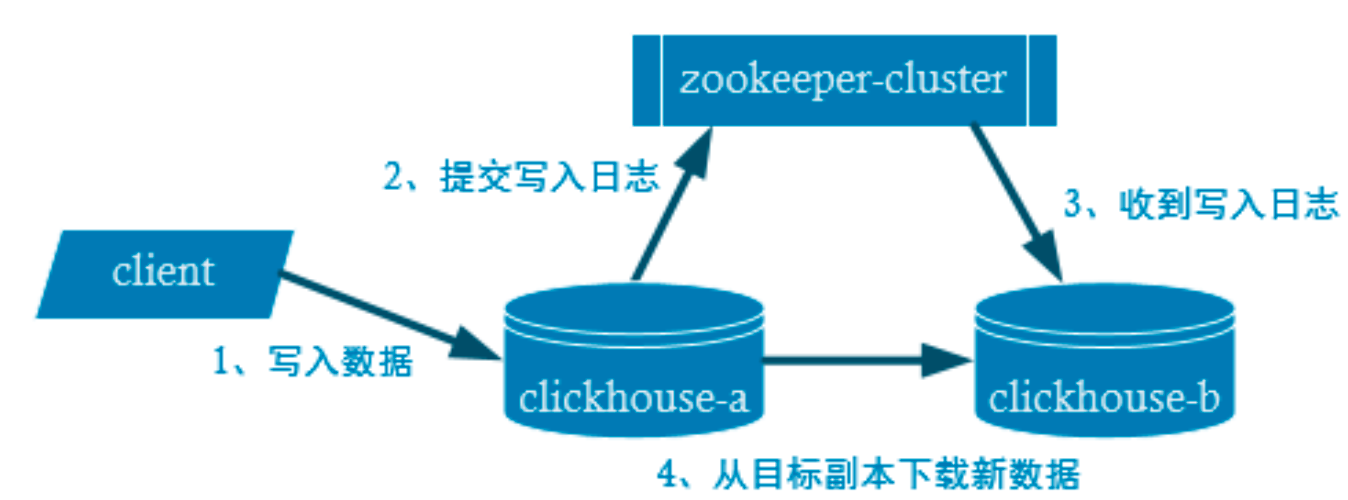 zookeeper-cluster
2、提交写入日志
3、收到写入日志
client
1、写入数据
clickhouse-a
clickhouse-b
4、从目标副本下载新数据